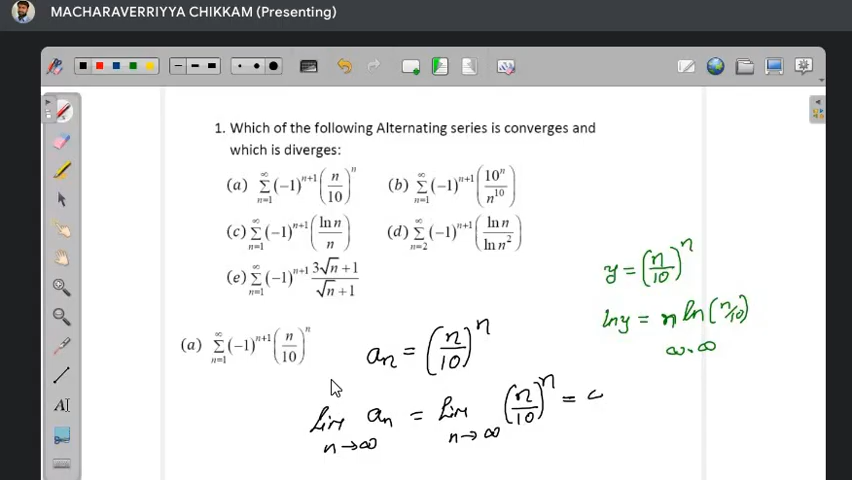 MACHARAVERRIYYA CHIKKAM (Presenting)
1. Which of the following Alternating series is converges and
which is diverges:
(a) ∑_{n=1}^{∞} (−1)^{n+1} (n/10)^n (b) ∑_{n=1}^{∞} (−1)^{n+1} (10^n/n^{10})
(c) ∑_{n=1}^{∞} (−1)^{n+1} (ln n/n) (d) ∑_{n=2}^{∞} (−1)^{n+1} (ln n/ln n^2)
(e) ∑_{n=1}^{∞} (−1)^{n+1} (3√n+1)/(√n+1)
y = (n/10)^n
ln y = n ln(n/10)
∞·∞
(a) ∑_{n=1}^{∞} (−1)^{n+1} (n/10)^n a_n = (n/10)^n
lim_{n→∞} a_n = lim_{n→∞} (n/10)^n =